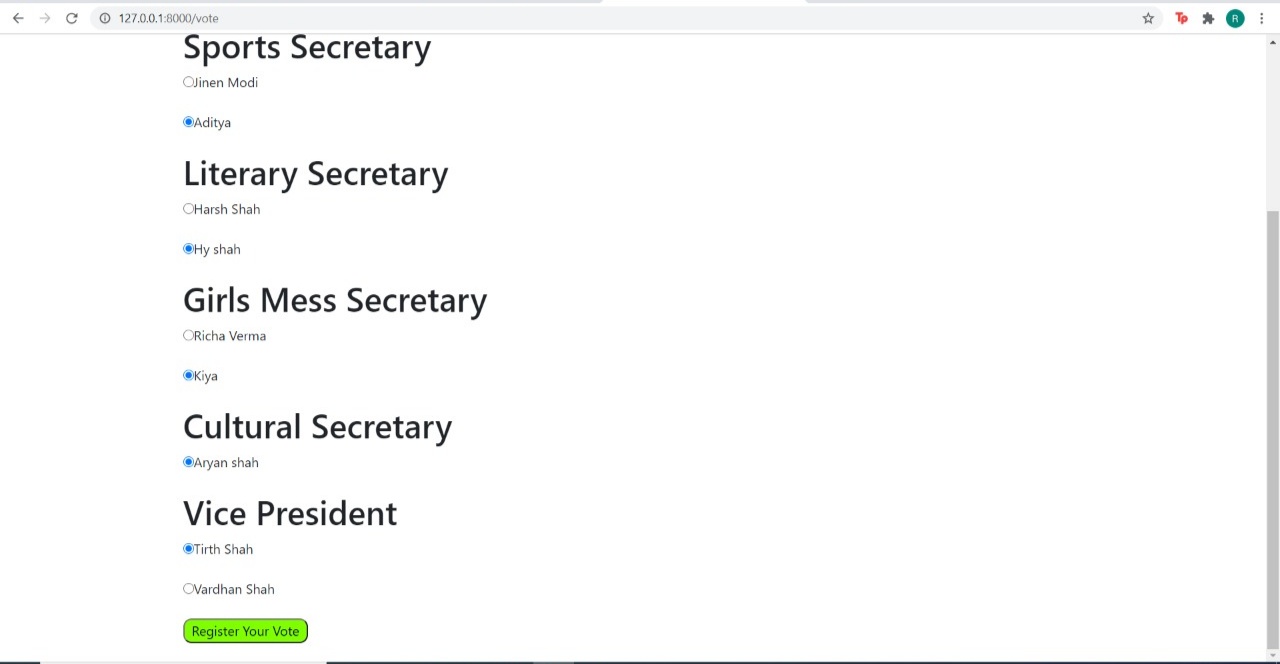 127.0.0.1:8000/vote
Tp
R
Sports Secretary
Jinen Modi
Aditya
Literary Secretary
Harsh Shah
Hy shah
Girls Mess Secretary
Richa Verma
Kiya
Cultural Secretary
Aryan shah
Vice President
Tirth Shah
Vardhan Shah
Register Your Vote